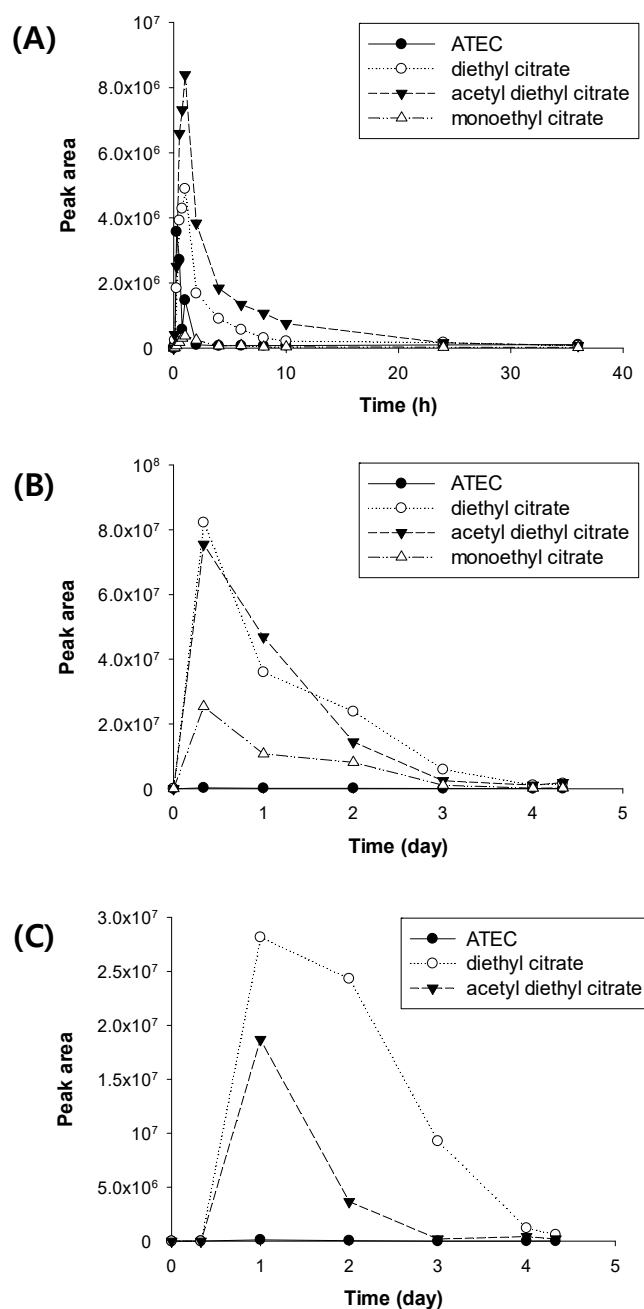 (A)
10⁷
8.0x10⁶
6.0x10⁶
4.0x10⁶
2.0x10⁶
0
Peak area
0 10 20 30 40
Time (h)
ATEC
diethyl citrate
acetyl diethyl citrate
monoethyl citrate
(B)
10⁸
8.0x10⁷
6.0x10⁷
4.0x10⁷
2.0x10⁷
0
Peak area
0 1 2 3 4 5
Time (day)
ATEC
diethyl citrate
acetyl diethyl citrate
monoethyl citrate
(C)
3.0x10⁷
2.5x10⁷
2.0x10⁷
1.5x10⁷
10⁷
5.0x10⁶
0
Peak area
0 1 2 3 4 5
Time (day)
ATEC
diethyl citrate
acetyl diethyl citrate